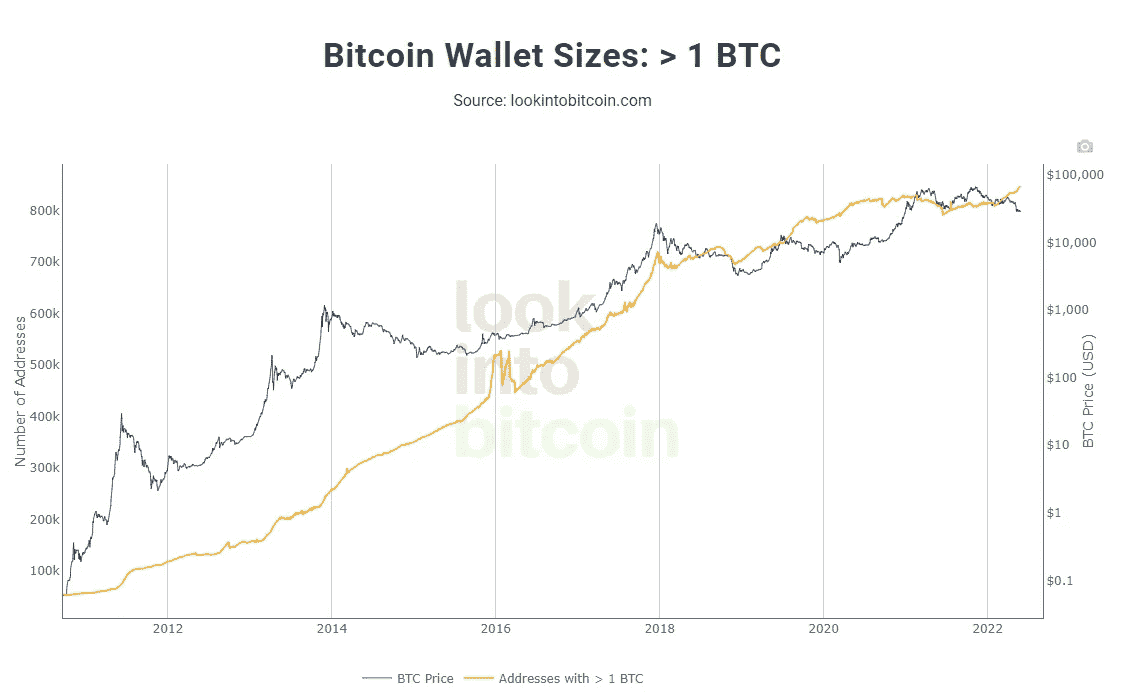 Bitcoin Wallet Sizes: > 1 BTC
Source: lookintobitcoin.com
800k
700k
600k
500k
400k
300k
200k
100k
Number of Addresses
look
into
bitcoin
$100,000
$10,000
$1,000
$100
$10
$1
$0.1
BTC Price (USD)
2012
2014
2016
2018
2020
2022
BTC Price
Addresses with > 1 BTC